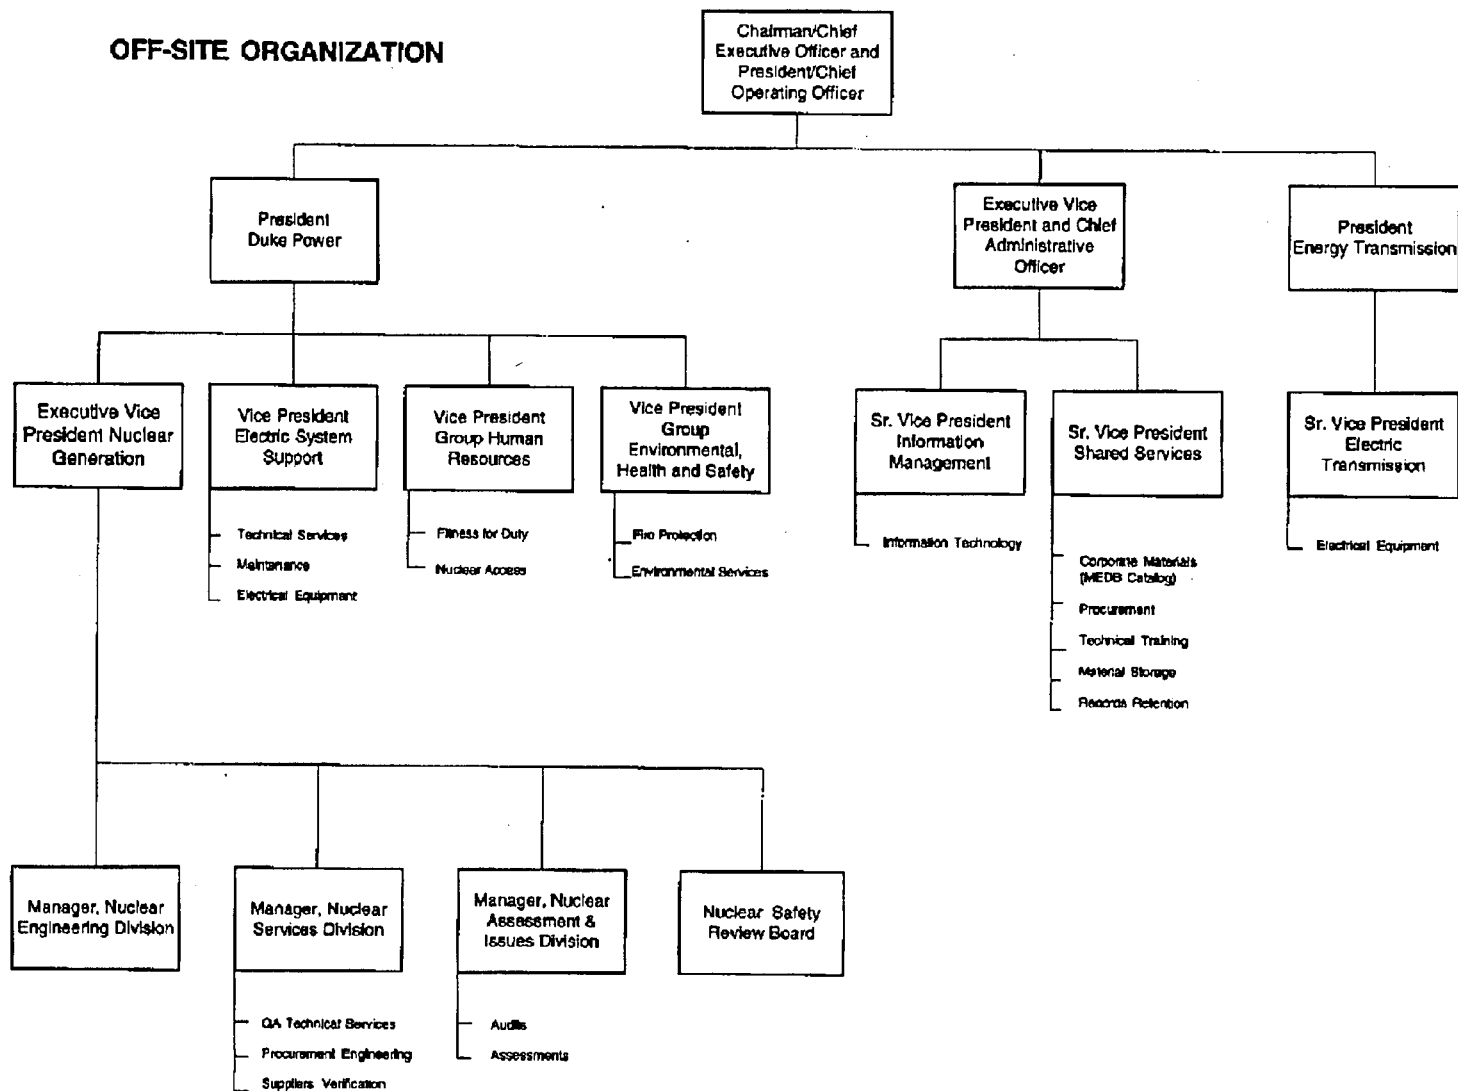 OFF-SITE ORGANIZATION
Chairman/Chief
Executive Officer and
President/Chief
Operating Officer
President
Duke Power
Executive Vice
President and Chief
Administrative
Officer
President
Energy Transmission
Executive Vice
President Nuclear
Generation
Vice President
Electric System
Support
Technical Services
Maintenance
Electrical Equipment
Vice President
Group Human
Resources
Fitness for Duty
Nuclear Access
Vice President
Group
Environmental,
Health and Safety
Fire Protection
Environmental Services
Sr. Vice President
Information
Management
Information Technology
Sr. Vice President
Shared Services
Corporate Materials
(MEDB Catalog)
Procurement
Technical Training
Material Storage
Records Retention
Sr. Vice President
Electric
Transmission
Electrical Equipment
Manager, Nuclear
Engineering Division
Manager, Nuclear
Services Division
QA Technical Services
Procurement Engineering
Suppliers Verification
Manager, Nuclear
Assessment &
Issues Division
Audits
Assessments
Nuclear Safety
Review Board